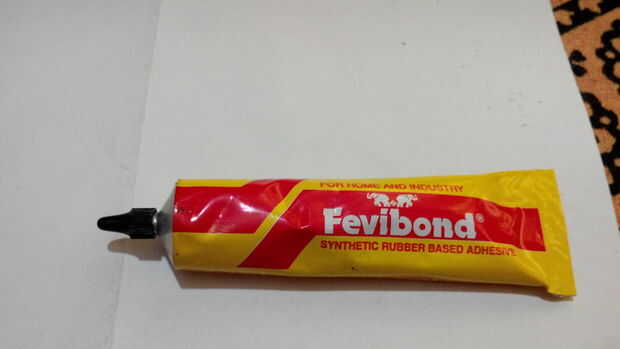 FOR HOME AND INDUSTRY
Fevibond®
SYNTHETIC RUBBER BASED ADHESIVE